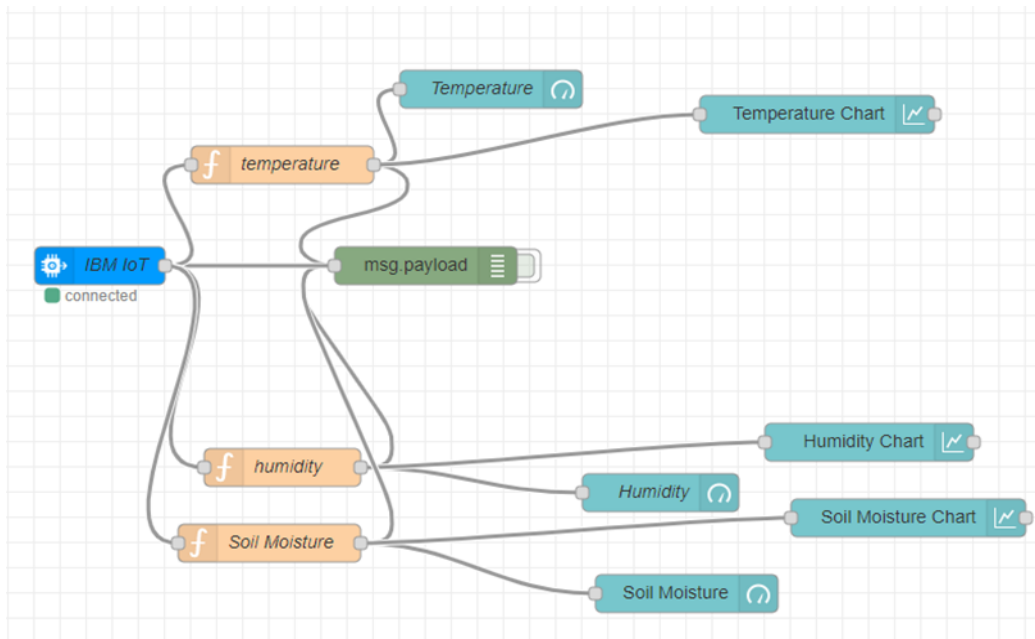 Temperature
Temperature Chart
temperature
IBM IoT
msg.payload
connected
Humidity Chart
humidity
Humidity
Soil Moisture Chart
Soil Moisture
Soil Moisture